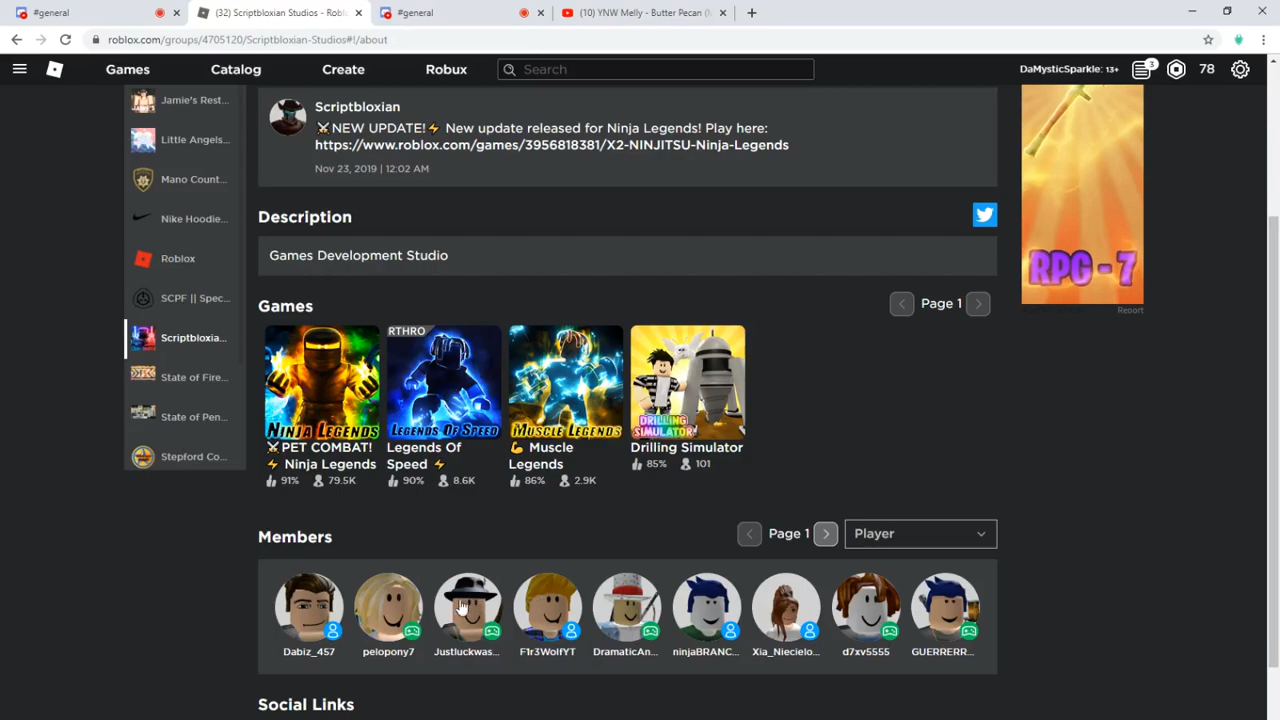 #general
(32) Scriptbloxian Studios - Roblo
#general
(10) YNW Melly - Butter Pecan (M
roblox.com/groups/4705120/Scriptbloxian-Studios#!/about
Games
Catalog
Create
Robux
Search
DaMysticSparkle: 13+
3
78
Jamie's Rest...
Little Angels...
Mano Count...
Nike Hoodie...
Roblox
SCPF || Spec...
Scriptbloxia...
State of Fire...
State of Pen...
Stepford Co...
Scriptbloxian
⚔️NEW UPDATE!⚡ New update released for Ninja Legends! Play here:
https://www.roblox.com/games/3956818381/X2-NINJITSU-Ninja-Legends
Nov 23, 2019 | 12:02 AM
Description
Games Development Studio
Games
Page 1
NINJA LEGENDS
RTHRO
LEGENDS OF SPEED
MUSCLE LEGENDS
DRILLING
SIMULATOR
⚔️PET COMBAT!
⚡ Ninja Legends
91% 79.5K
Legends Of
Speed ⚡
90% 8.6K
💪 Muscle
Legends
86% 2.9K
Drilling Simulator
85% 101
Members
Page 1
Player
Dabiz_457
pelopony7
Justluckwas...
F1r3WolfYT
DramaticAn...
ninjaBRANC...
Xia_Niecielo...
d7xv5555
GUERRERR...
Social Links
RPG - 7
Report